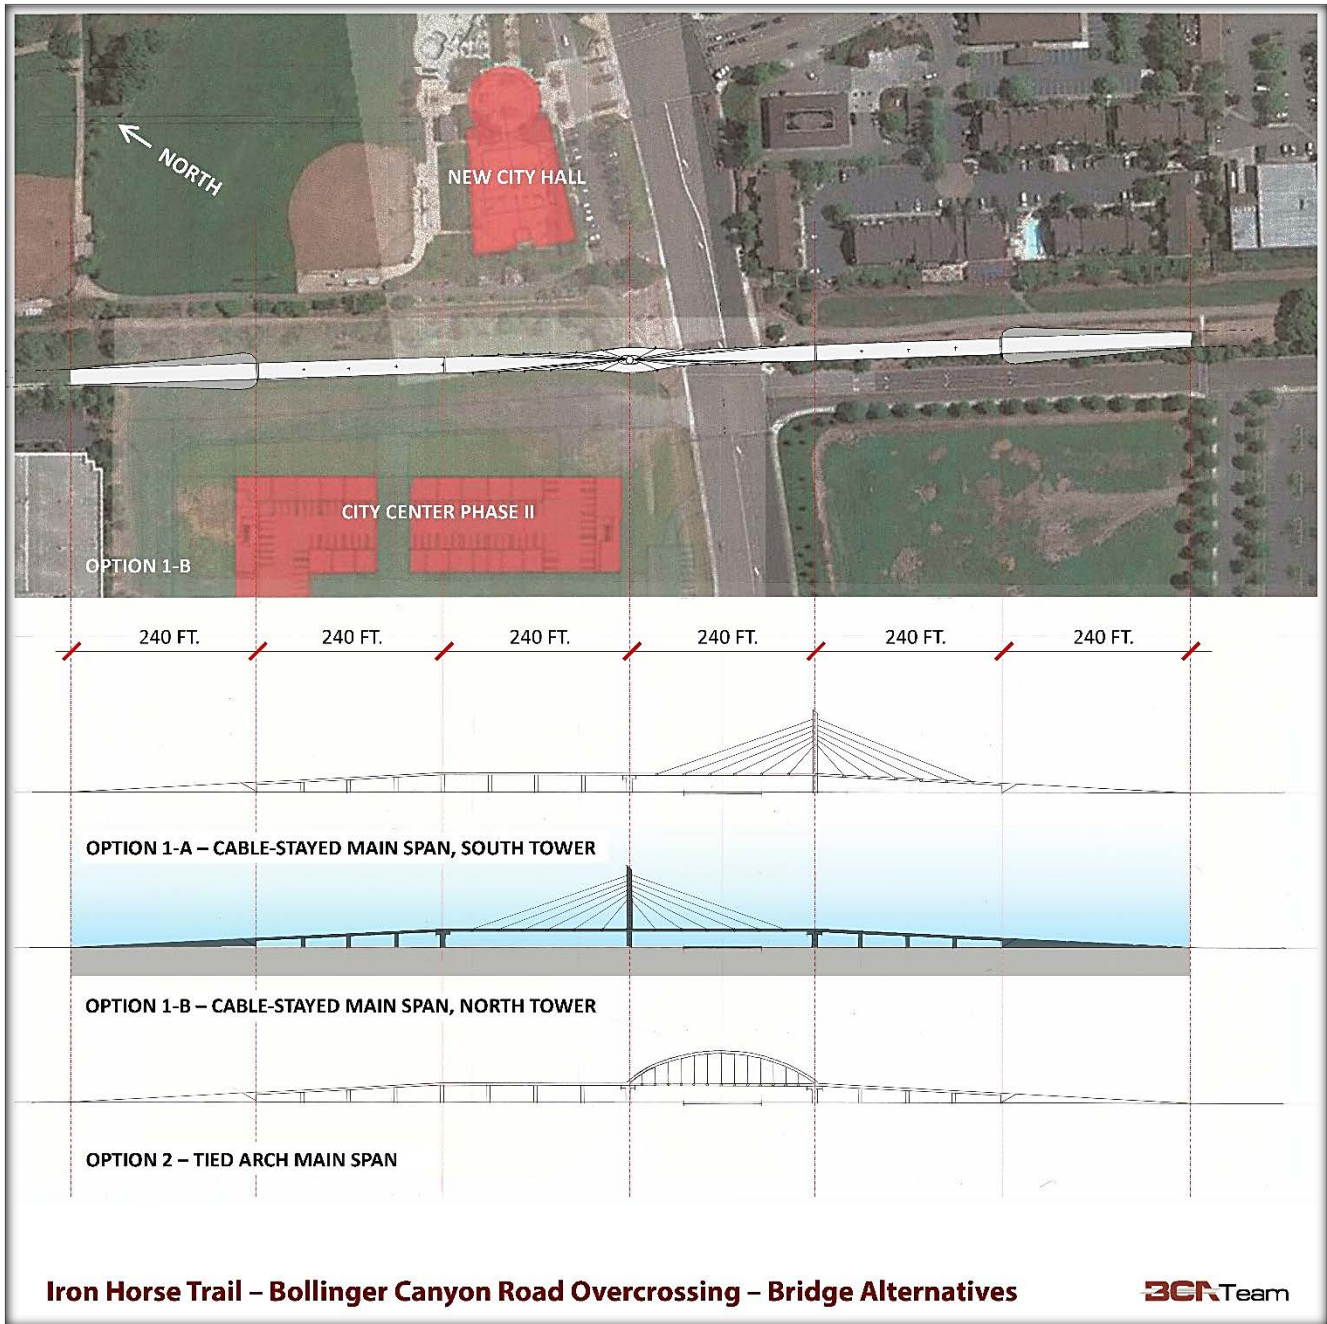 NORTH
NEW CITY HALL
CITY CENTER PHASE II
OPTION 1-B
240 FT. 240 FT. 240 FT. 240 FT. 240 FT. 240 FT.
OPTION 1-A – CABLE-STAYED MAIN SPAN, SOUTH TOWER
OPTION 1-B – CABLE-STAYED MAIN SPAN, NORTH TOWER
OPTION 2 – TIED ARCH MAIN SPAN
Iron Horse Trail – Bollinger Canyon Road Overcrossing – Bridge Alternatives
BCA Team